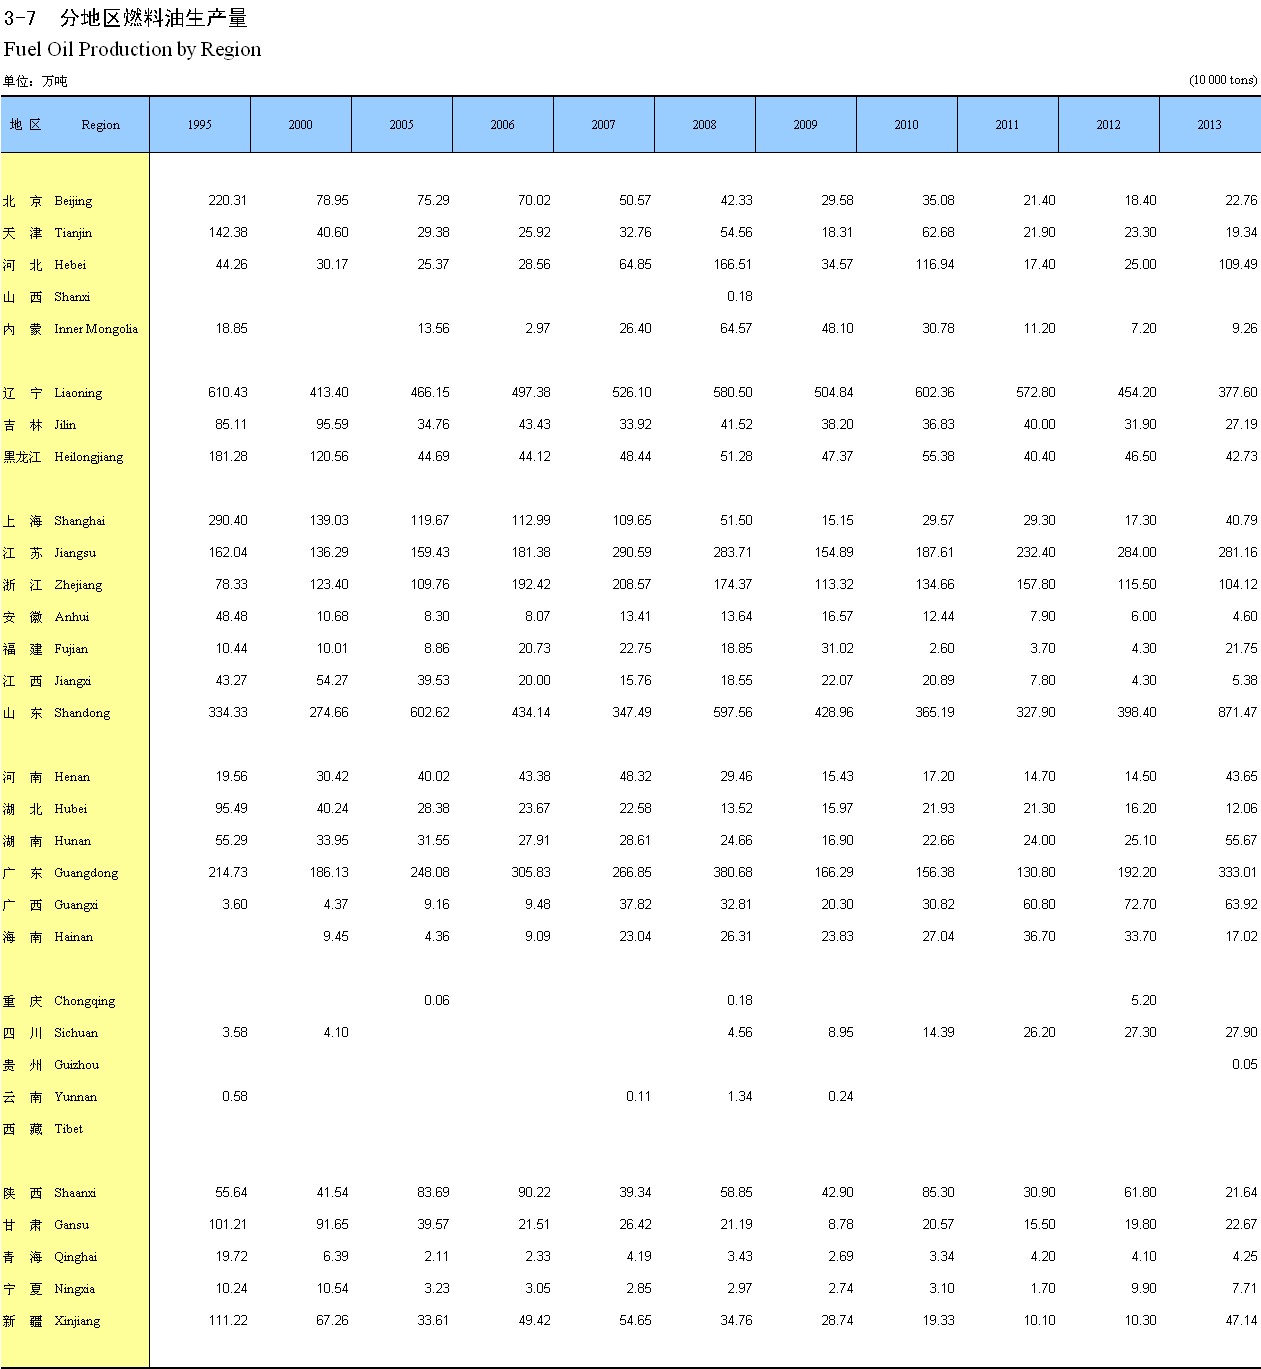 3-7 分地区燃料油生产量
Fuel Oil Production by Region
单位：万吨 (10 000 tons)
地 区 Region 1995 2000 2005 2006 2007 2008 2009 2010 2011 2012 2013
北 京 Beijing 220.31 78.95 75.29 70.02 50.57 42.33 29.58 35.08 21.40 18.40 22.76
天 津 Tianjin 142.38 40.60 29.38 25.92 32.76 54.56 18.31 62.68 21.90 23.30 19.34
河 北 Hebei 44.26 30.17 25.37 28.56 64.85 166.51 34.57 116.94 17.40 25.00 109.49
山 西 Shanxi 0.18
内 蒙 Inner Mongolia 18.85 13.56 2.97 26.40 64.57 48.10 30.78 11.20 7.20 9.26
辽 宁 Liaoning 610.43 413.40 466.15 497.38 526.10 580.50 504.84 602.36 572.80 454.20 377.60
吉 林 Jilin 85.11 95.59 34.76 43.43 33.92 41.52 38.20 36.83 40.00 31.90 27.19
黑龙江 Heilongjiang 181.28 120.56 44.69 44.12 48.44 51.28 47.37 55.38 40.40 46.50 42.73
上 海 Shanghai 290.40 139.03 119.67 112.99 109.65 51.50 15.15 29.57 29.30 17.30 40.79
江 苏 Jiangsu 162.04 136.29 159.43 181.38 290.59 283.71 154.89 187.61 232.40 284.00 281.16
浙 江 Zhejiang 78.33 123.40 109.76 192.42 208.57 174.37 113.32 134.66 157.80 115.50 104.12
安 徽 Anhui 48.48 10.68 8.30 8.07 13.41 13.64 16.57 12.44 7.90 6.00 4.60
福 建 Fujian 10.44 10.01 8.86 20.73 22.75 18.85 31.02 2.60 3.70 4.30 21.75
江 西 Jiangxi 43.27 54.27 39.53 20.00 15.76 18.55 22.07 20.89 7.80 4.30 5.38
山 东 Shandong 334.33 274.66 602.62 434.14 347.49 597.56 428.96 365.19 327.90 398.40 871.47
河 南 Henan 19.56 30.42 40.02 43.38 48.32 29.46 15.43 17.20 14.70 14.50 43.65
湖 北 Hubei 95.49 40.24 28.38 23.67 22.58 13.52 15.97 21.93 21.30 16.20 12.06
湖 南 Hunan 55.29 33.95 31.55 27.91 28.61 24.66 16.90 22.66 24.00 25.10 55.67
广 东 Guangdong 214.73 186.13 248.08 305.83 266.85 380.68 166.29 156.38 130.80 192.20 333.01
广 西 Guangxi 3.60 4.37 9.16 9.48 37.82 32.81 20.30 30.82 60.80 72.70 63.92
海 南 Hainan 9.45 4.36 9.09 23.04 26.31 23.83 27.04 36.70 33.70 17.02
重 庆 Chongqing 0.06 0.18 5.20
四 川 Sichuan 3.58 4.10 4.56 8.95 14.39 26.20 27.30 27.90
贵 州 Guizhou 0.05
云 南 Yunnan 0.58 0.11 1.34 0.24
西 藏 Tibet
陕 西 Shaanxi 55.64 41.54 83.69 90.22 39.34 58.85 42.90 85.30 30.90 61.80 21.64
甘 肃 Gansu 101.21 91.65 39.57 21.51 26.42 21.19 8.78 20.57 15.50 19.80 22.67
青 海 Qinghai 19.72 6.39 2.11 2.33 4.19 3.43 2.69 3.34 4.20 4.10 4.25
宁 夏 Ningxia 10.24 10.54 3.23 3.05 2.85 2.97 2.74 3.10 1.70 9.90 7.71
新 疆 Xinjiang 111.22 67.26 33.61 49.42 54.65 34.76 28.74 19.33 10.10 10.30 47.14